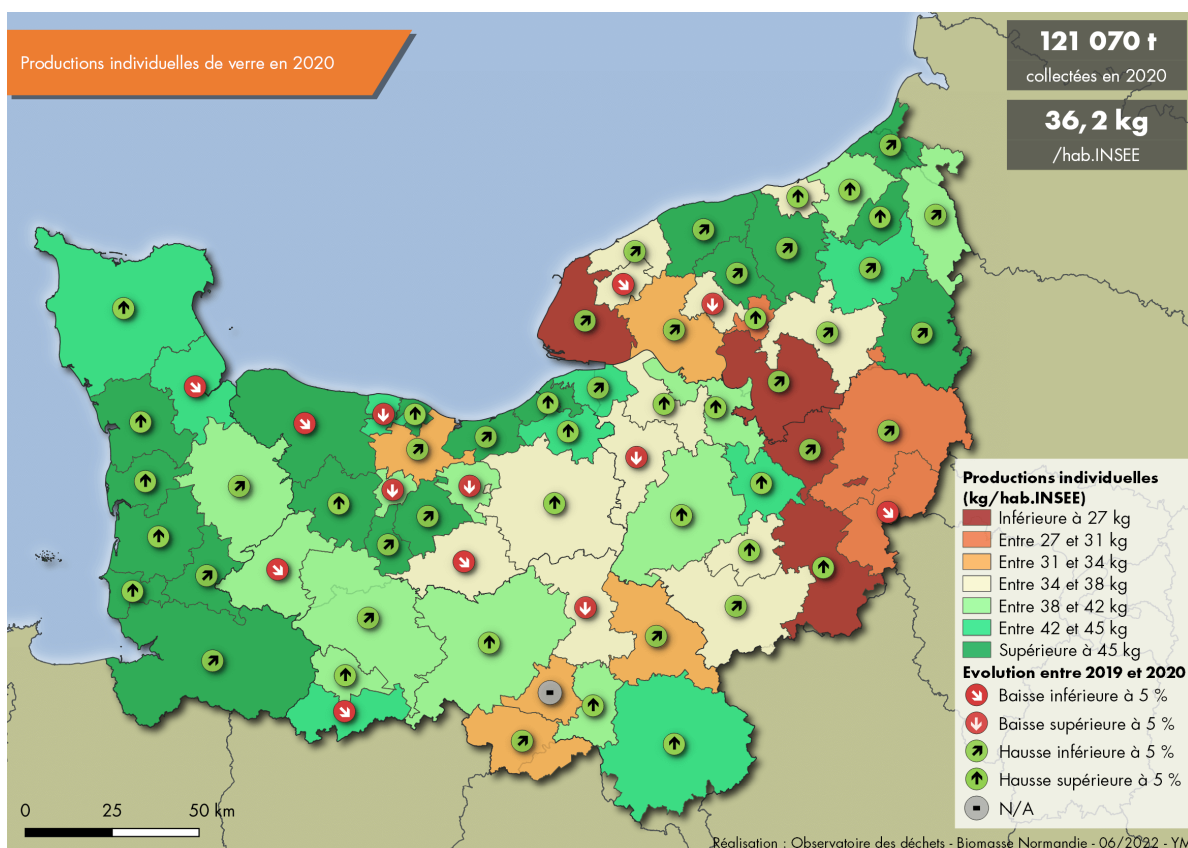 Productions individuelles de verre en 2020
121 070 t
collectées en 2020
36,2 kg
/hab.INSEE
Productions individuelles
(kg/hab.INSEE)
Inférieure à 27 kg
Entre 27 et 31 kg
Entre 31 et 34 kg
Entre 34 et 38 kg
Entre 38 et 42 kg
Entre 42 et 45 kg
Supérieure à 45 kg
Evolution entre 2019 et 2020
Baisse inférieure à 5 %
Baisse supérieure à 5 %
Hausse inférieure à 5 %
Hausse supérieure à 5 %
N/A
0 25 50 km
Réalisation : Observatoire des déchets - Biomasse Normandie - 06/2022 - YM